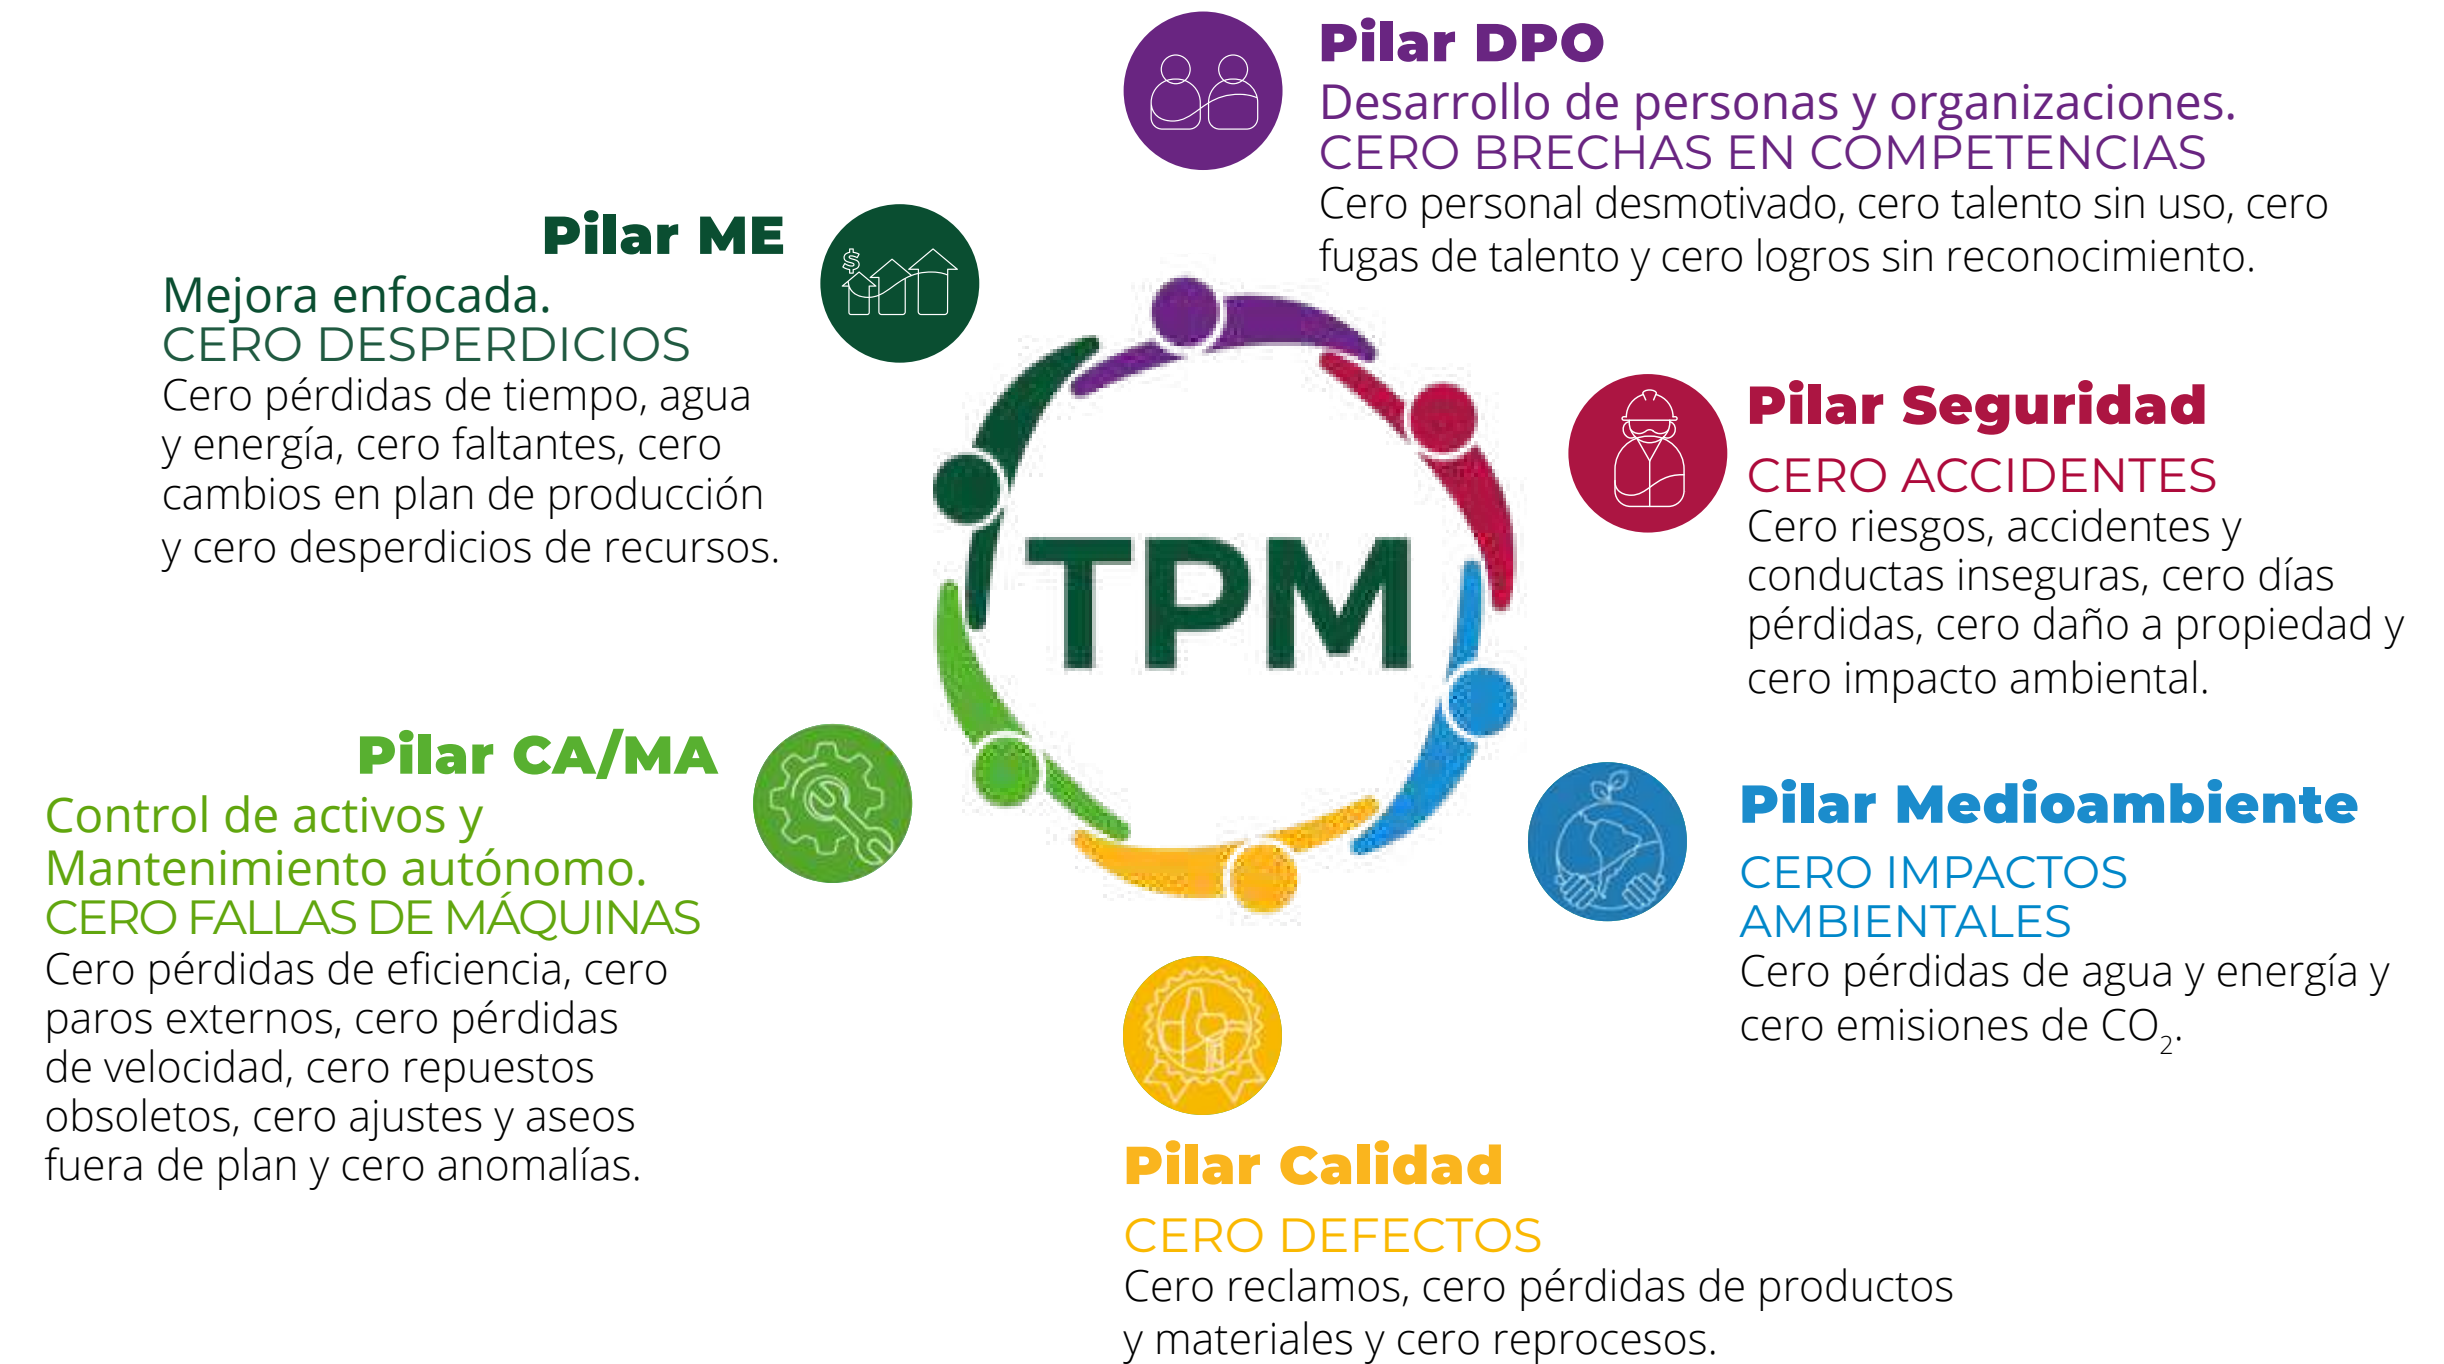 Pilar DPO
Desarrollo de personas y organizaciones.
CERO BRECHAS EN COMPETENCIAS
Cero personal desmotivado, cero talento sin uso, cero
fugas de talento y cero logros sin reconocimiento.
Pilar ME
$
Mejora enfocada.
CERO DESPERDICIOS
Cero pérdidas de tiempo, agua
y energía, cero faltantes, cero
cambios en plan de producción
y cero desperdicios de recursos.
Pilar Seguridad
CERO ACCIDENTES
Cero riesgos, accidentes y
conductas inseguras, cero días
pérdidas, cero daño a propiedad y
cero impacto ambiental.
TPM
Pilar CA/MA
Control de activos y
Mantenimiento autónomo.
CERO FALLAS DE MÁQUINAS
Cero pérdidas de eficiencia, cero
paros externos, cero pérdidas
de velocidad, cero repuestos
obsoletos, cero ajustes y aseos
fuera de plan y cero anomalías.
Pilar Medioambiente
CERO IMPACTOS
AMBIENTALES
Cero pérdidas de agua y energía y
cero emisiones de CO₂.
Pilar Calidad
CERO DEFECTOS
Cero reclamos, cero pérdidas de productos
y materiales y cero reprocesos.